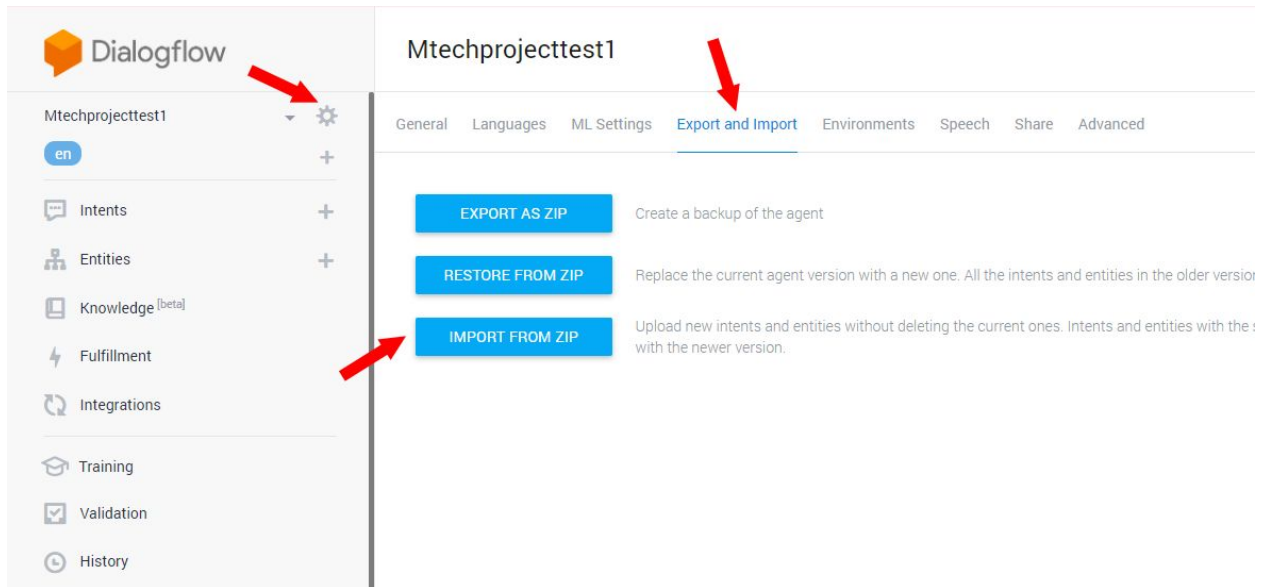 Dialogflow
Mtechprojecttest1
Mtechprojecttest1
en
Intents
Entities
Knowledge [beta]
Fulfillment
Integrations
Training
Validation
History
General Languages ML Settings Export and Import Environments Speech Share Advanced
EXPORT AS ZIP Create a backup of the agent
RESTORE FROM ZIP Replace the current agent version with a new one. All the intents and entities in the older version
IMPORT FROM ZIP Upload new intents and entities without deleting the current ones. Intents and entities with the
with the newer version.